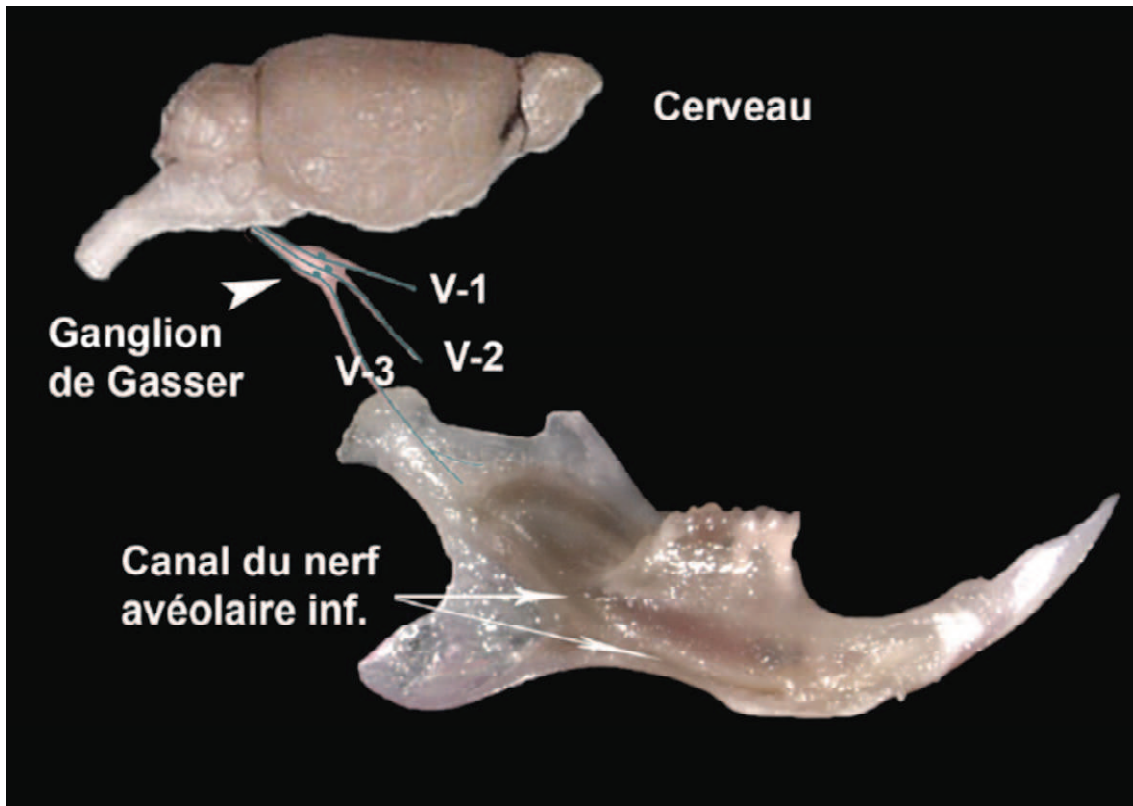 Cerveau
V-1
Ganglion
de Gasser
V-2
V-3
Canal du nerf
avéolaire inf.